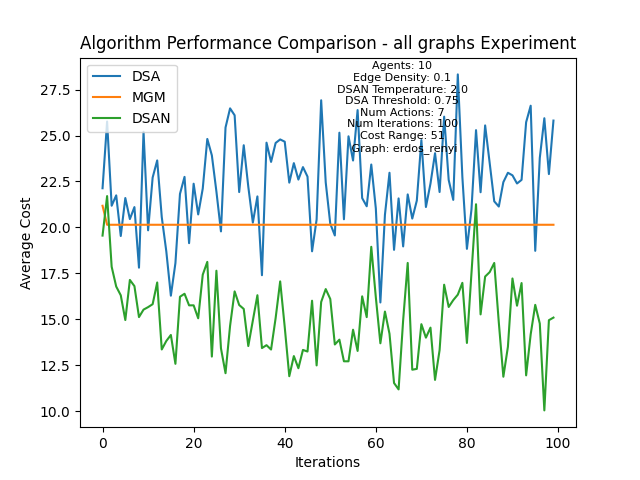 Algorithm Performance Comparison - all graphs Experiment
DSA
MGM
DSAN
Agents: 10
Edge Density: 0.1
DSAN Temperature: 2.0
DSA Threshold: 0.75
Num Actions: 7
Num Iterations: 100
Cost Range: 51
Graph: erdos_renyi
Average Cost
27.5
25.0
22.5
20.0
17.5
15.0
12.5
10.0
0
20
40
60
80
100
Iterations